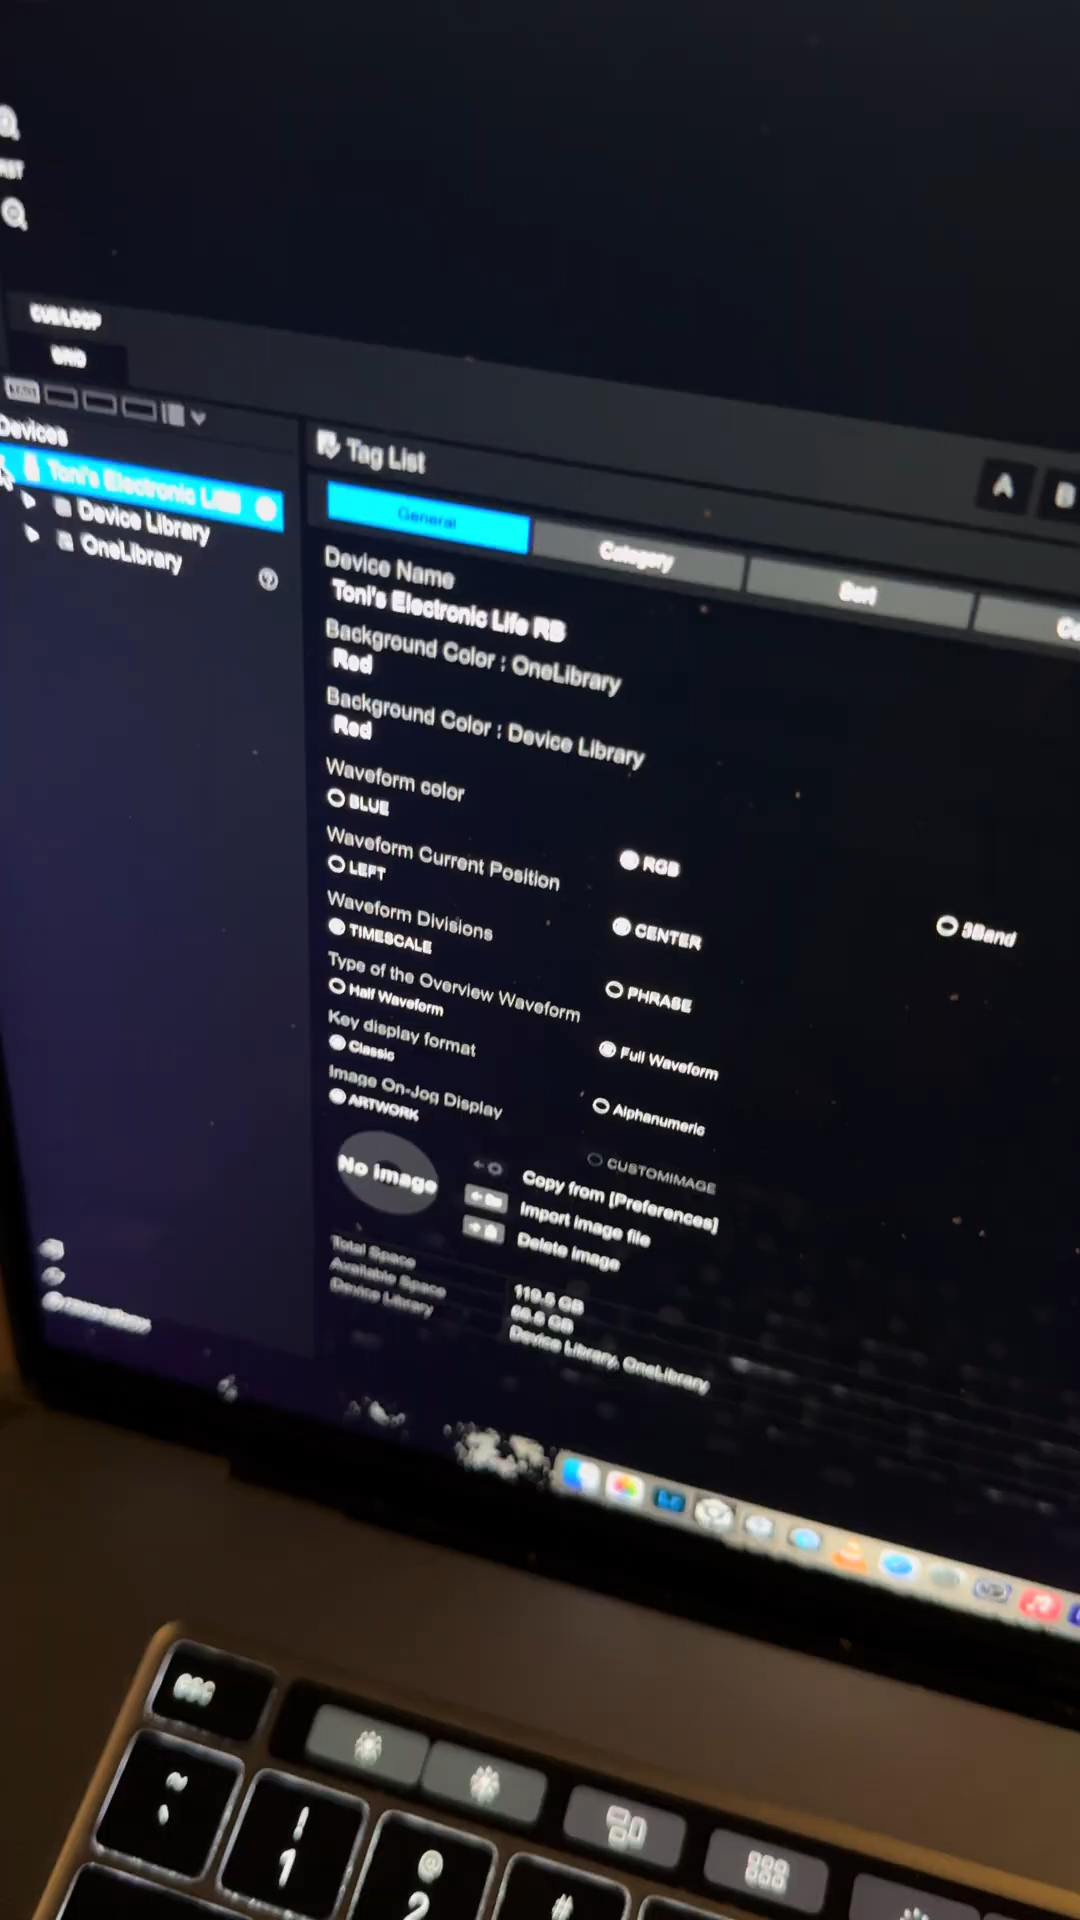 CUE/LOOP
GRID
Devices
Tag List
A
B
Toni's Electronic
Device Library
OneLibrary
General
Category
Sort
Device Name
Toni's Electronic Life RB
Background Color : OneLibrary
Red
Background Color : Device Library
Red
Waveform color
BLUE
RGB
3Band
Waveform Current Position
LEFT
CENTER
Waveform Divisions
TIMESCALE
PHRASE
Type of the Overview Waveform
Half Waveform
Full Waveform
Key display format
Classic
Alphanumeric
Image On-Jog Display
ARTWORK
CUSTOMIMAGE
No Image
Copy from [Preferences]
Import image file
Delete image
Total Space
119.5 GB
Available Space
Device Library
Device Library, OneLibrary
esc
~
`
!
1
@
2
#